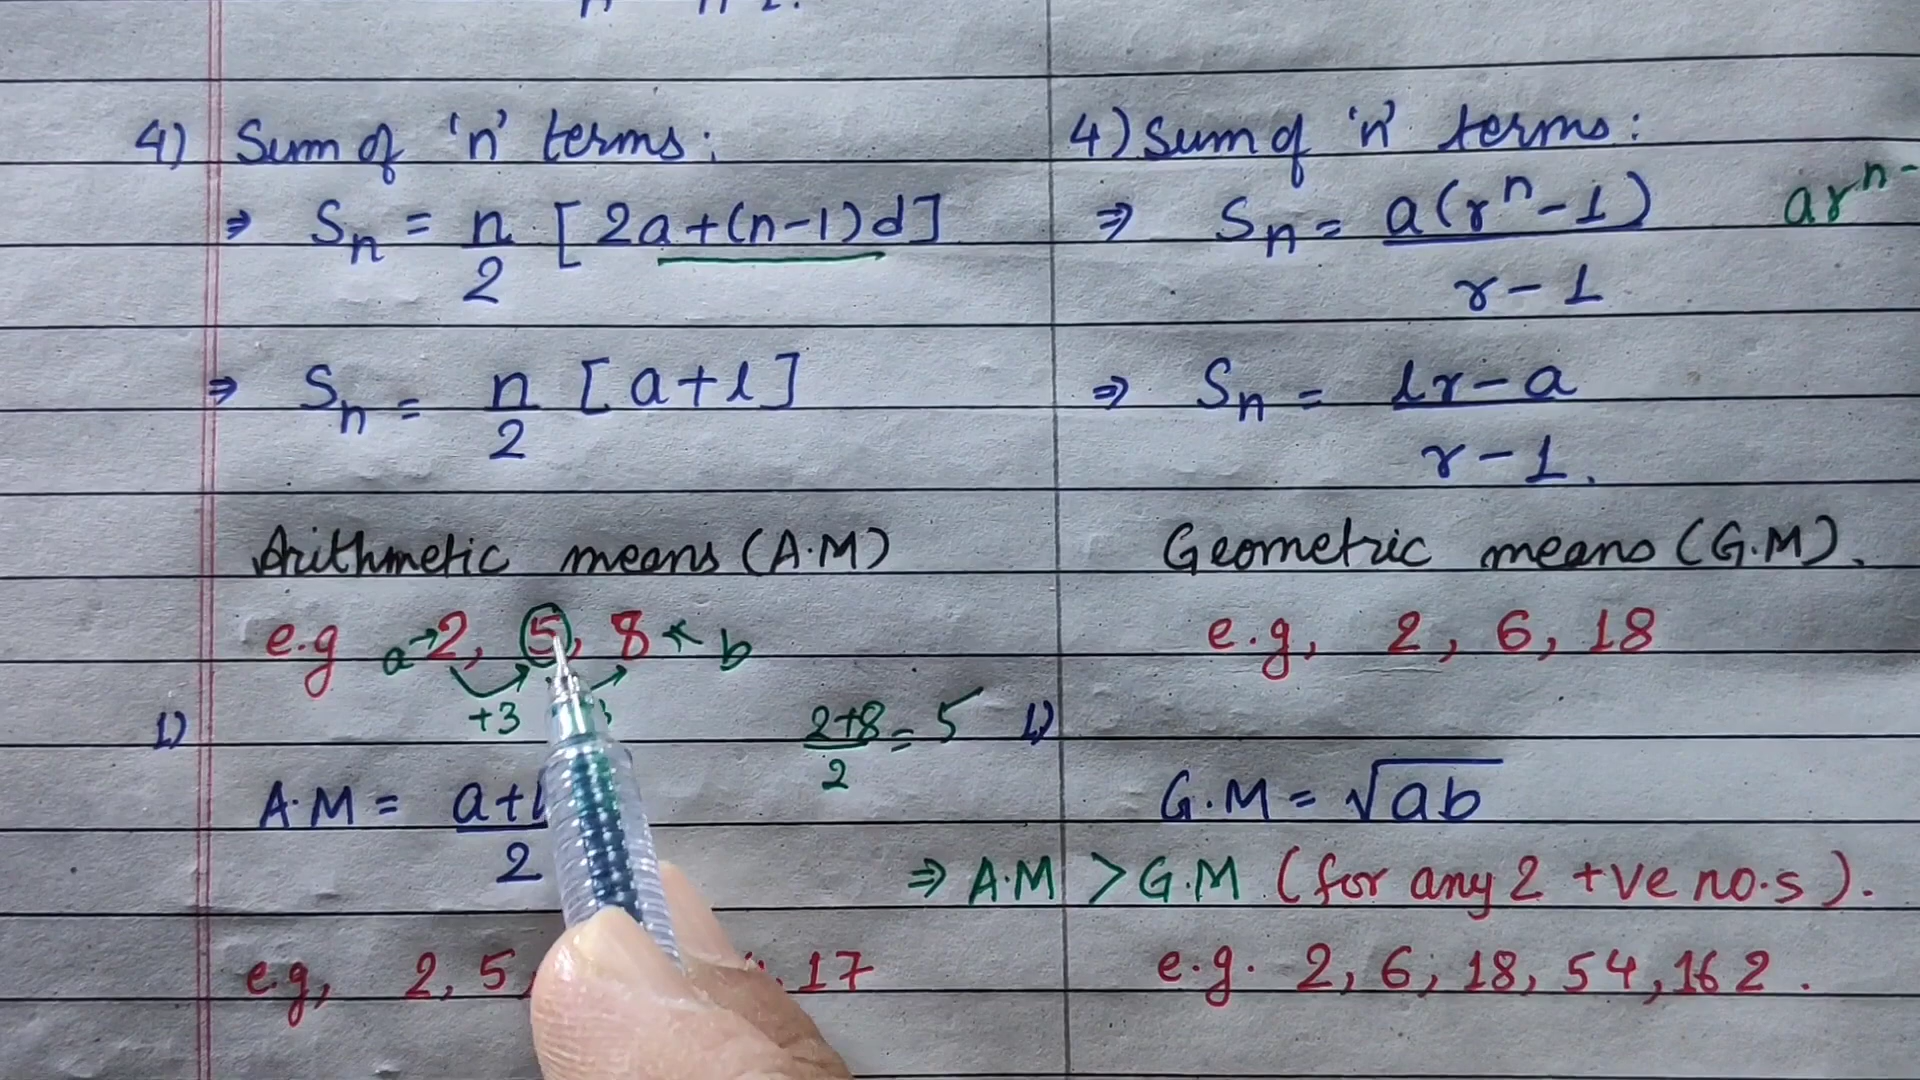 4) Sum of 'n' terms:
⇒ Sn = n/2 [2a+(n-1)d]
⇒ Sn = n/2 [a+l]
Arithmetic means (A.M)
e.g a→2, 5, 8← b
+3
1) 2+8/2 = 5
A.M = a+
2
e.g, 2, 5, , 17
4) Sum of 'n' terms:
⇒ Sn = a(r^n-1)/r-1 ar^n-
⇒ Sn = lr-a/r-1.
Geometric means (G.M).
e.g, 2, 6, 18
1)
G.M = √ab
⇒ A.M > G.M (for any 2 +ve no.s).
e.g. 2, 6, 18, 54, 162.